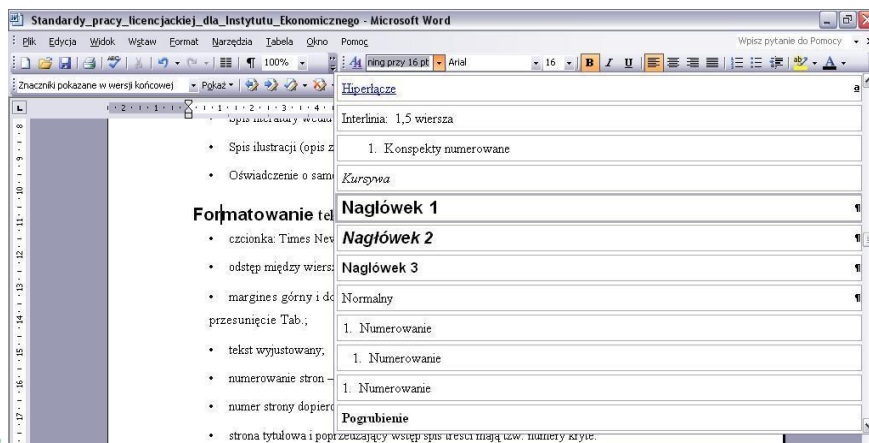 Standardy_pracy_licencjackiej_dla_Instytutu_Ekonomicznego - Microsoft Word
Plik Edycja Widok Wstaw Format Narzędzia Tabela Okno Pomoc Wpisz pytanie do Pomocy
100% ning przy 16 pt Arial 16 B I U
Znaczniki pokazane w wersji końcowej Pokaż
Hiperłącze a
Interlinia: 1,5 wiersza
• Spis ilustracji (opis z
1. Konspekty numerowane
• Oświadczenie o sam
Kursywa
Nagłówek 1 ¶
Formatowanie tek
Nagłówek 2 ¶
• czcionka: Times New
• odstęp między wiers
Nagłówek 3 ¶
• margines górny i do
Normalny ¶
przesunięcie Tab.;
1. Numerowanie
• tekst wyjustowany;
1. Numerowanie
• numerowanie stron –
1. Numerowanie
• numer strony dopiero
Pogrubienie
• strona tytułowa i poprzedzający wstęp spis treści mają tzw. numery kryte.